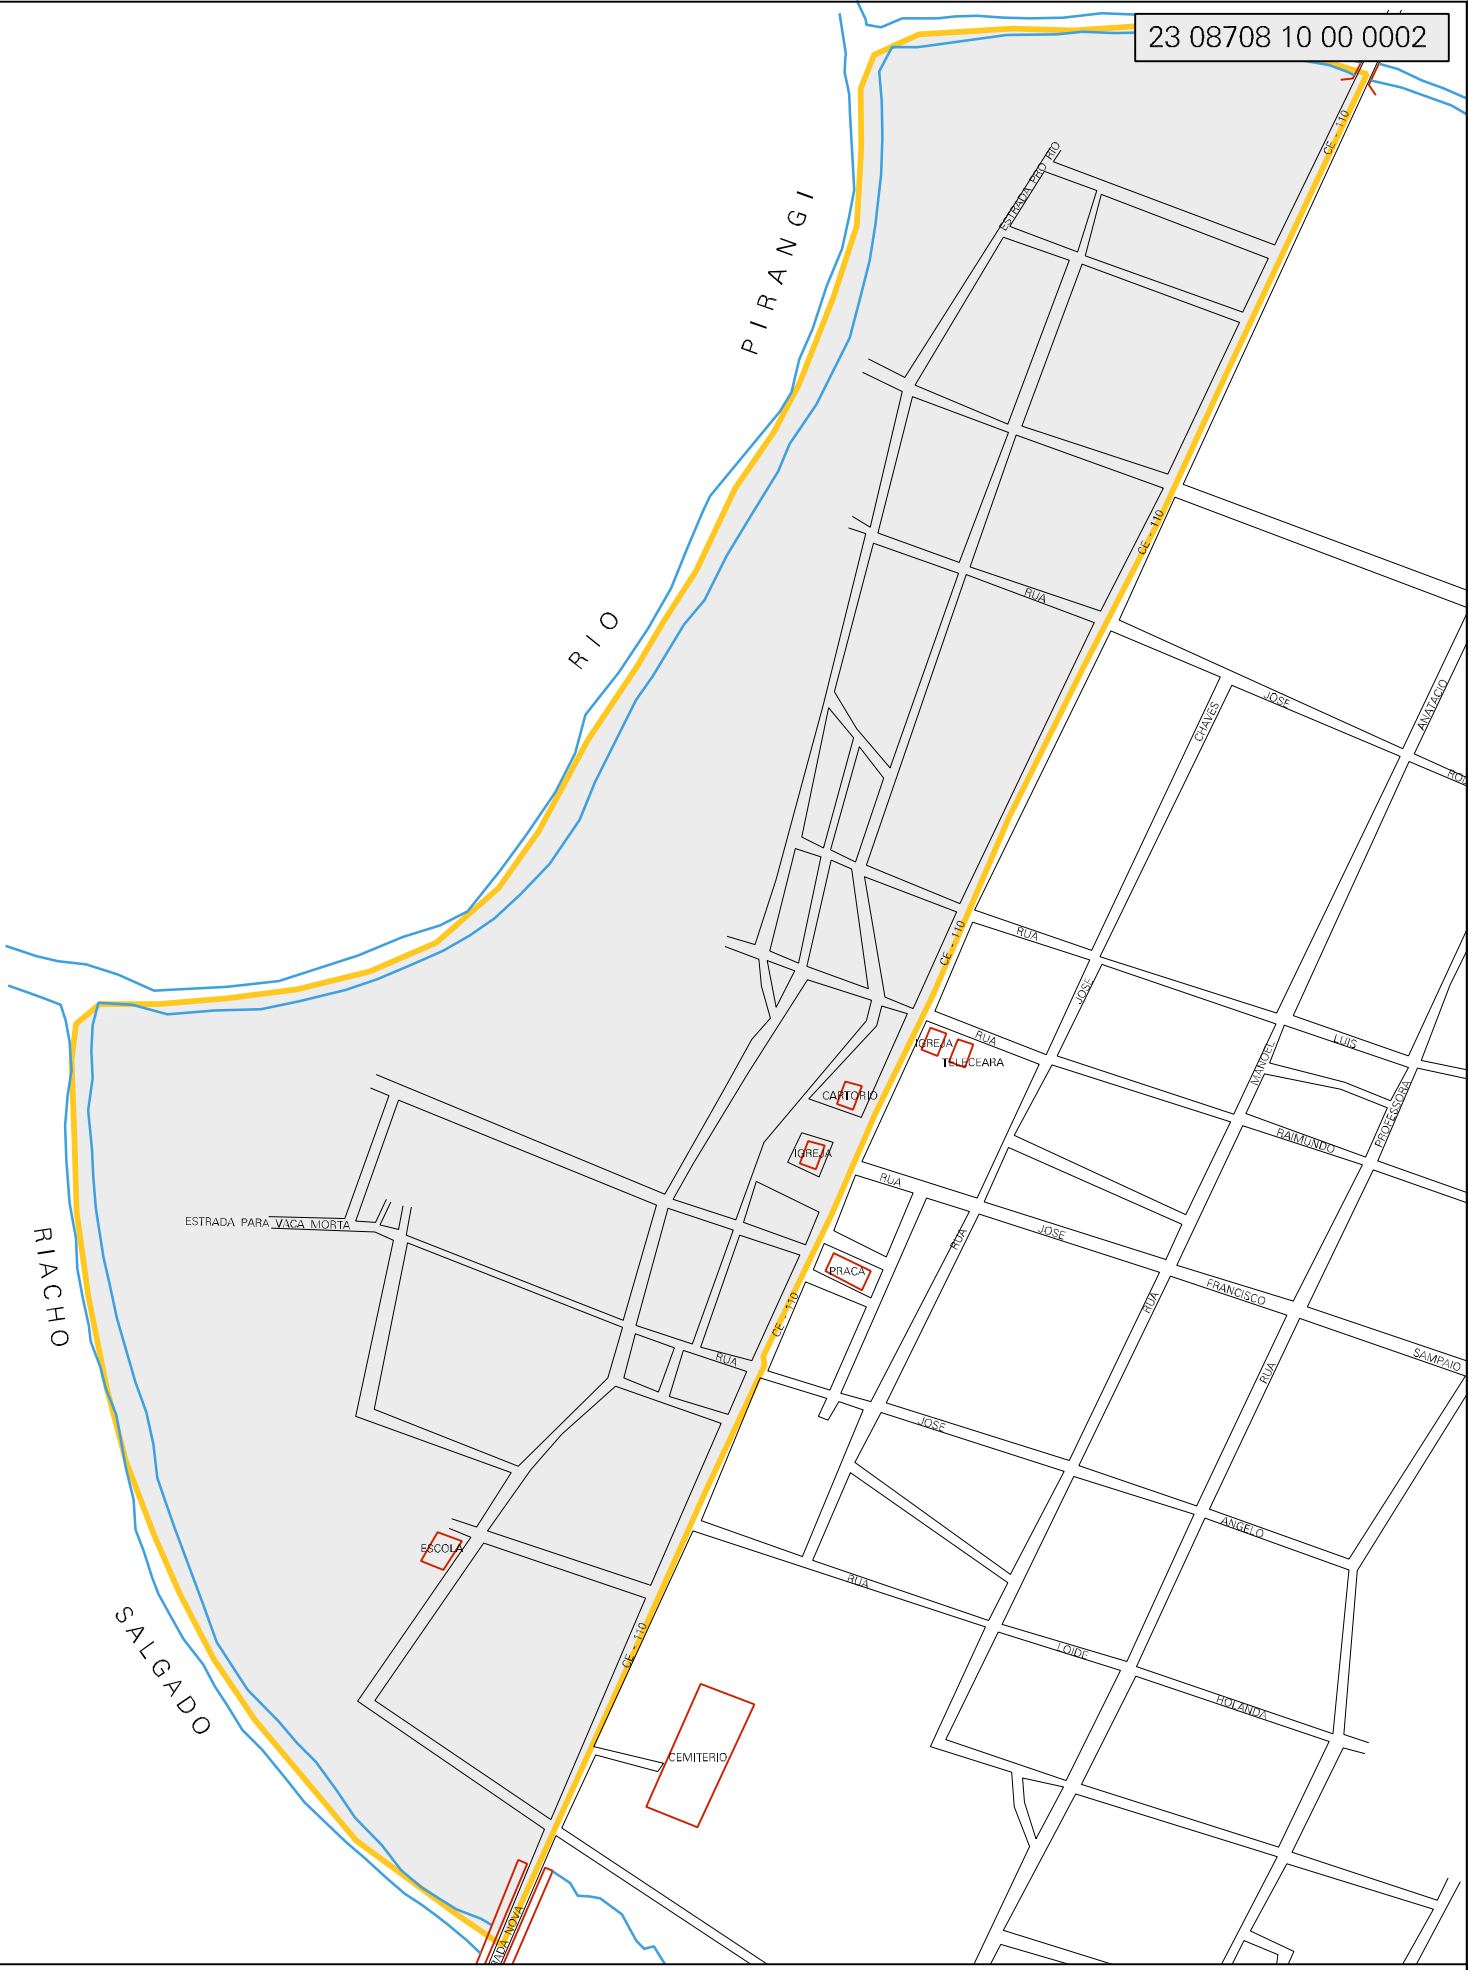 23 08708 10 00 0002
CE - 110
ESTRADA PRO RIO
PIRANGI
CE - 110
RUA
RIO
JOSE
ANATACIO
CHAVES
RUA
CE - 110
JOSE
IGREJA
RUA
TELECEARA
LUIS
MANOEL
CARTORIO
PROFESSORA
RAIMUNDO
IGREJA
RUA
ESTRADA PARA VACA MORTA
RUA
JOSE
RIACHO
PRACA
FRANCISCO
RUA
CE - 110
RUA
SAMPAIO
RUA
JOSE
ANGELO
ESCOLA
RUA
CE - 110
LOIDE
SALGADO
HOLANDA
CEMITERIO
NOVA